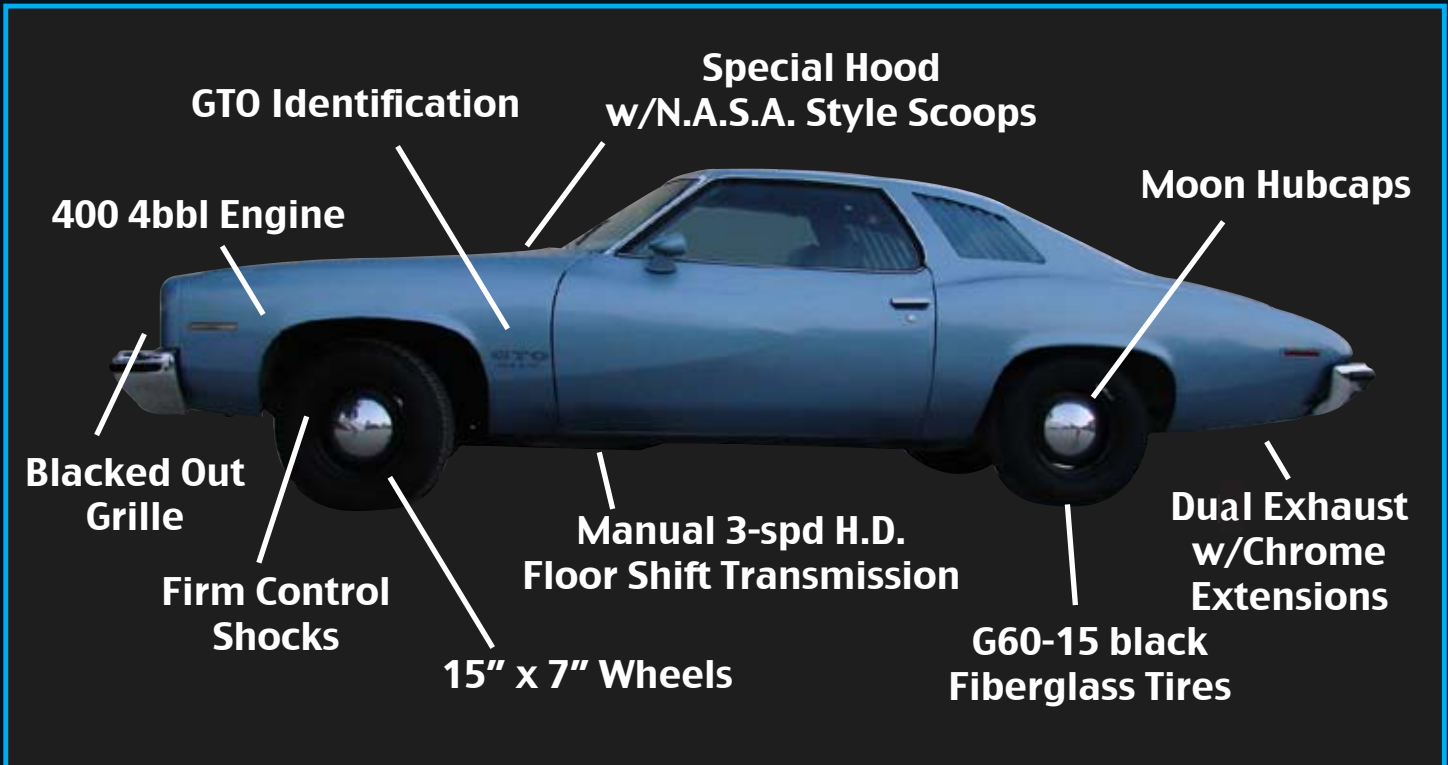 Special Hood
w/N.A.S.A. Style Scoops
GTO Identification
Moon Hubcaps
400 4bbl Engine
GTO
Blacked Out
Grille
Dual Exhaust
w/Chrome
Extensions
Manual 3-spd H.D.
Floor Shift Transmission
Firm Control
Shocks
G60-15 black
Fiberglass Tires
15” x 7” Wheels